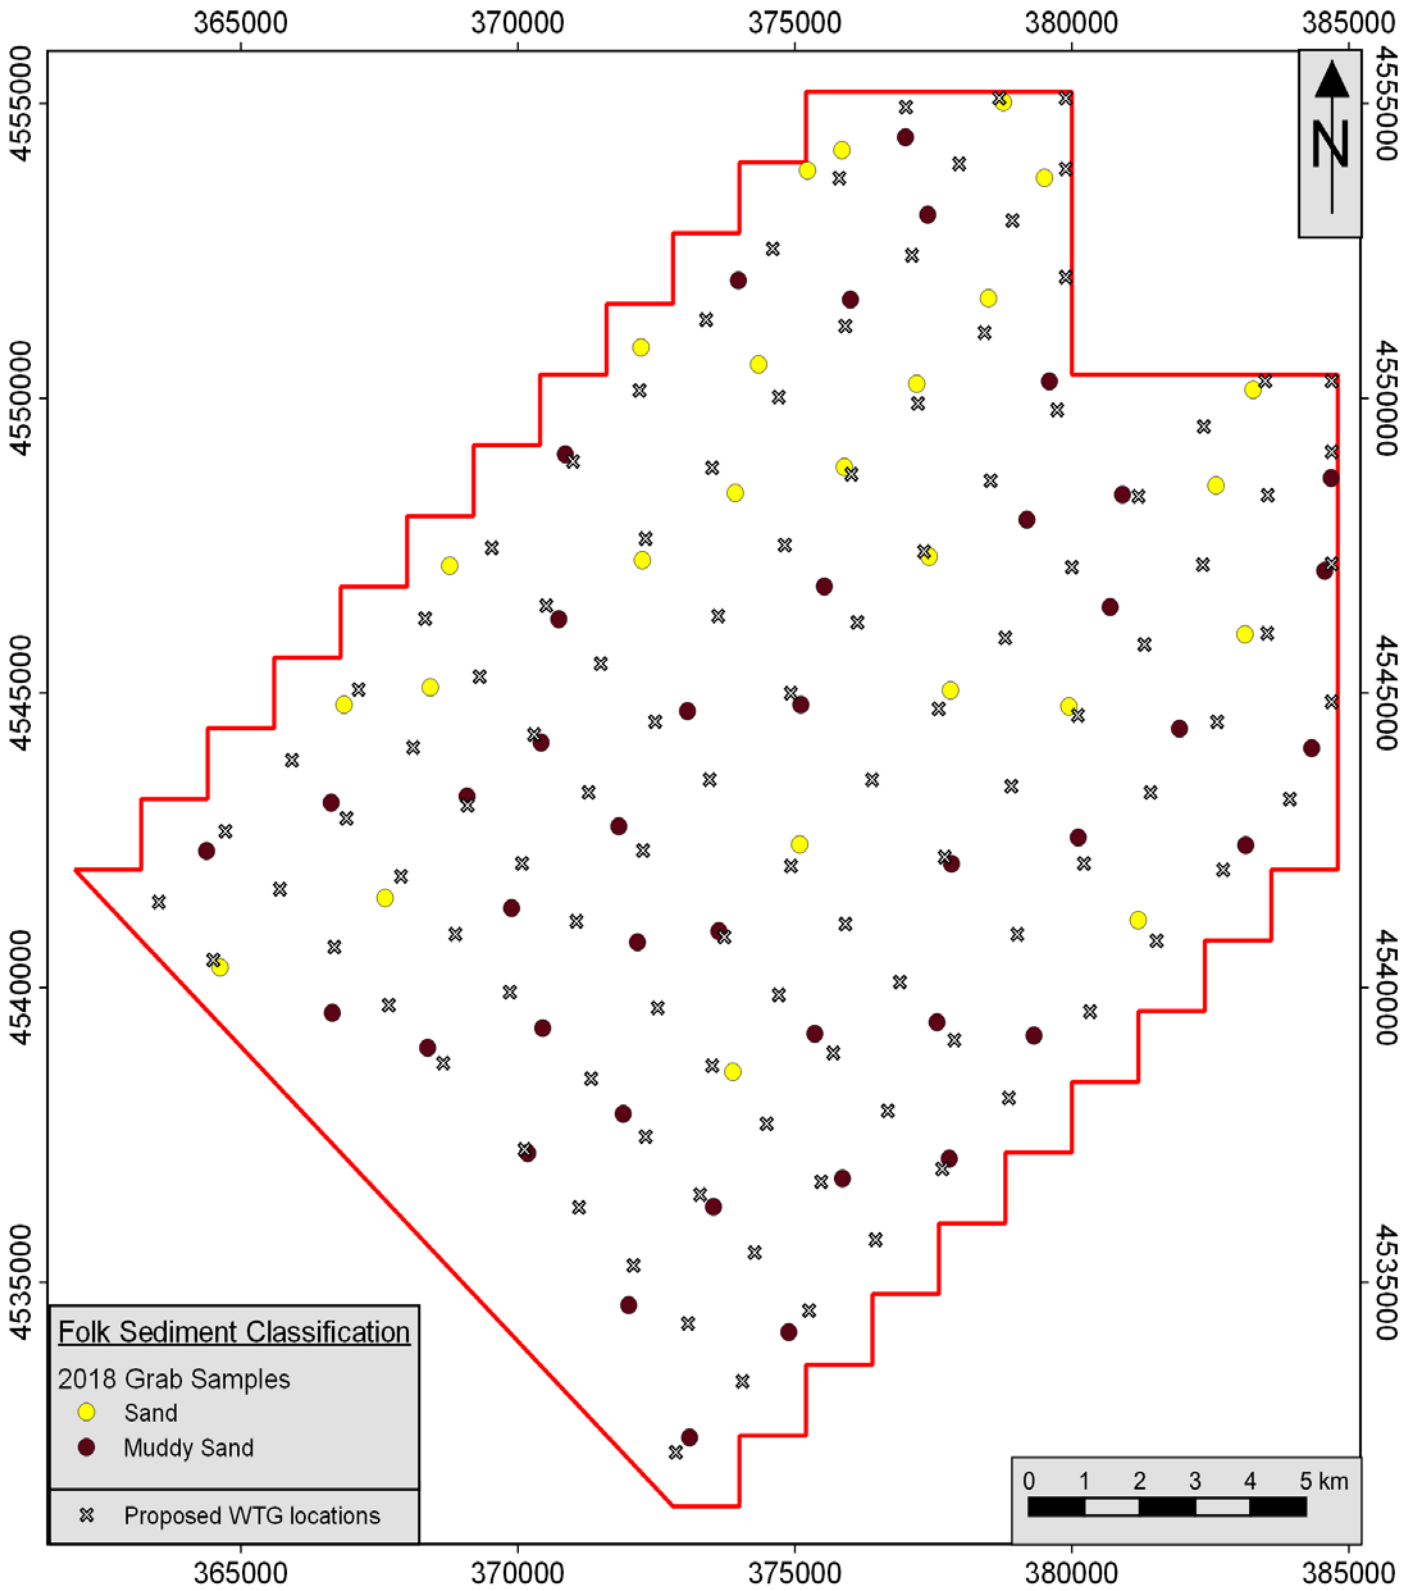 365000 370000 375000 380000 385000
4555000 4555000
N
4550000 4550000
4545000 4545000
4540000 4540000
4535000 4535000
Folk Sediment Classification
2018 Grab Samples
Sand
Muddy Sand
Proposed WTG locations
0 1 2 3 4 5 km
365000 370000 375000 380000 385000